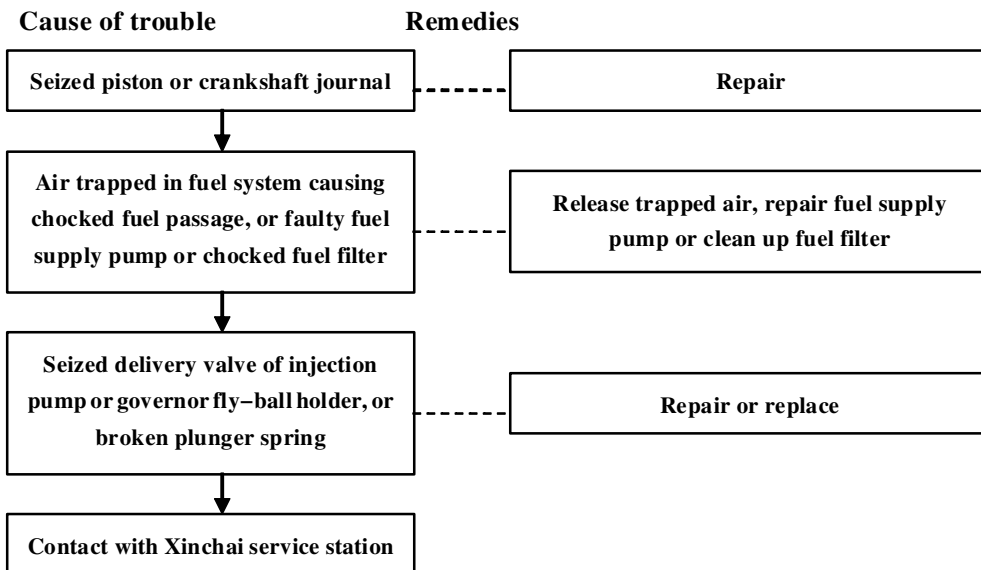 Cause of trouble
Remedies
Seized piston or crankshaft journal
Repair
Air trapped in fuel system causing
chocked fuel passage, or faulty fuel
supply pump or chocked fuel filter
Release trapped air, repair fuel supply
pump or clean up fuel filter
Seized delivery valve of injection
pump or governor fly-ball holder, or
broken plunger spring
Repair or replace
Contact with Xinchai service station